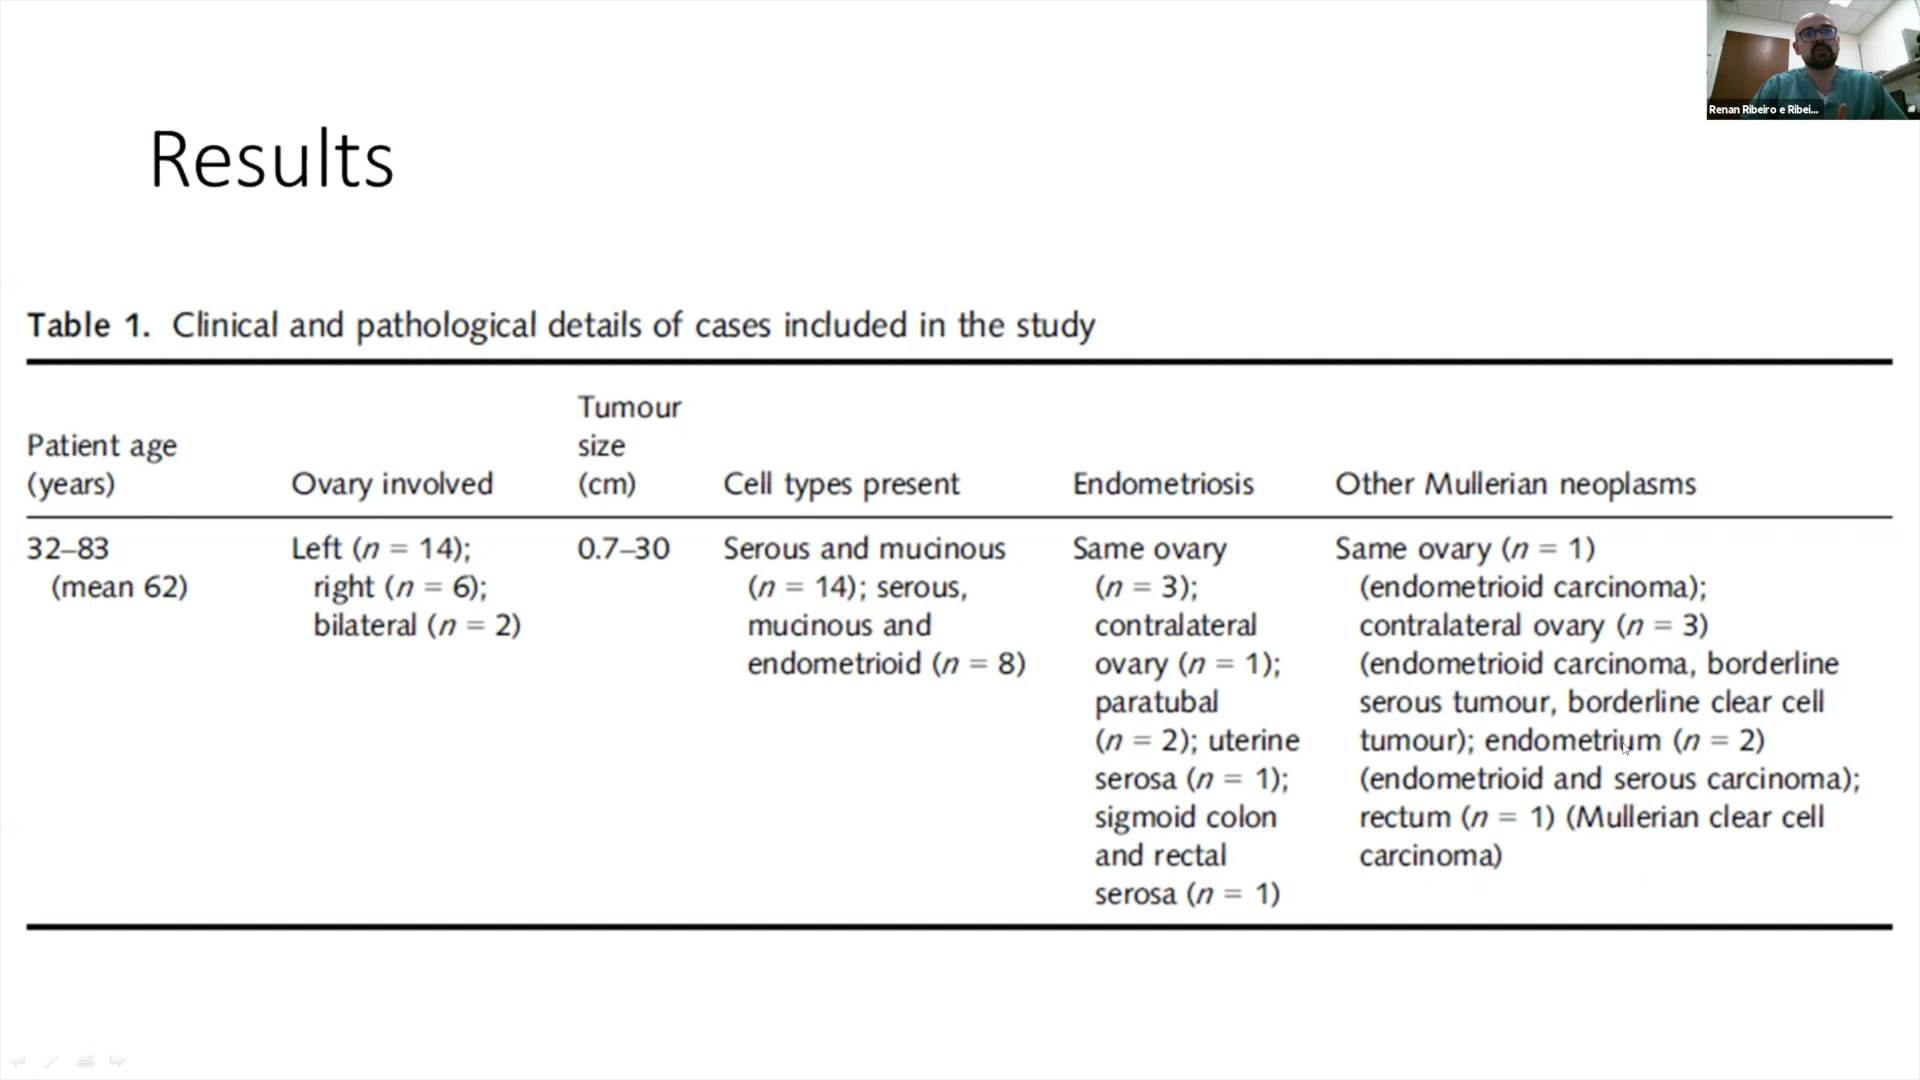 Renan Ribeiro e Ribei...
Results
Table 1. Clinical and pathological details of cases included in the study
Patient age
(years)
Ovary involved
Tumour
size
(cm)
Cell types present
Endometriosis
Other Mullerian neoplasms
32–83
(mean 62)
Left (n = 14);
right (n = 6);
bilateral (n = 2)
0.7–30
Serous and mucinous
(n = 14); serous,
mucinous and
endometrioid (n = 8)
Same ovary
(n = 3);
contralateral
ovary (n = 1);
paratubal
(n = 2); uterine
serosa (n = 1);
sigmoid colon
and rectal
serosa (n = 1)
Same ovary (n = 1)
(endometrioid carcinoma);
contralateral ovary (n = 3)
(endometrioid carcinoma, borderline
serous tumour, borderline clear cell
tumour); endometrium (n = 2)
(endometrioid and serous carcinoma);
rectum (n = 1) (Mullerian clear cell
carcinoma)